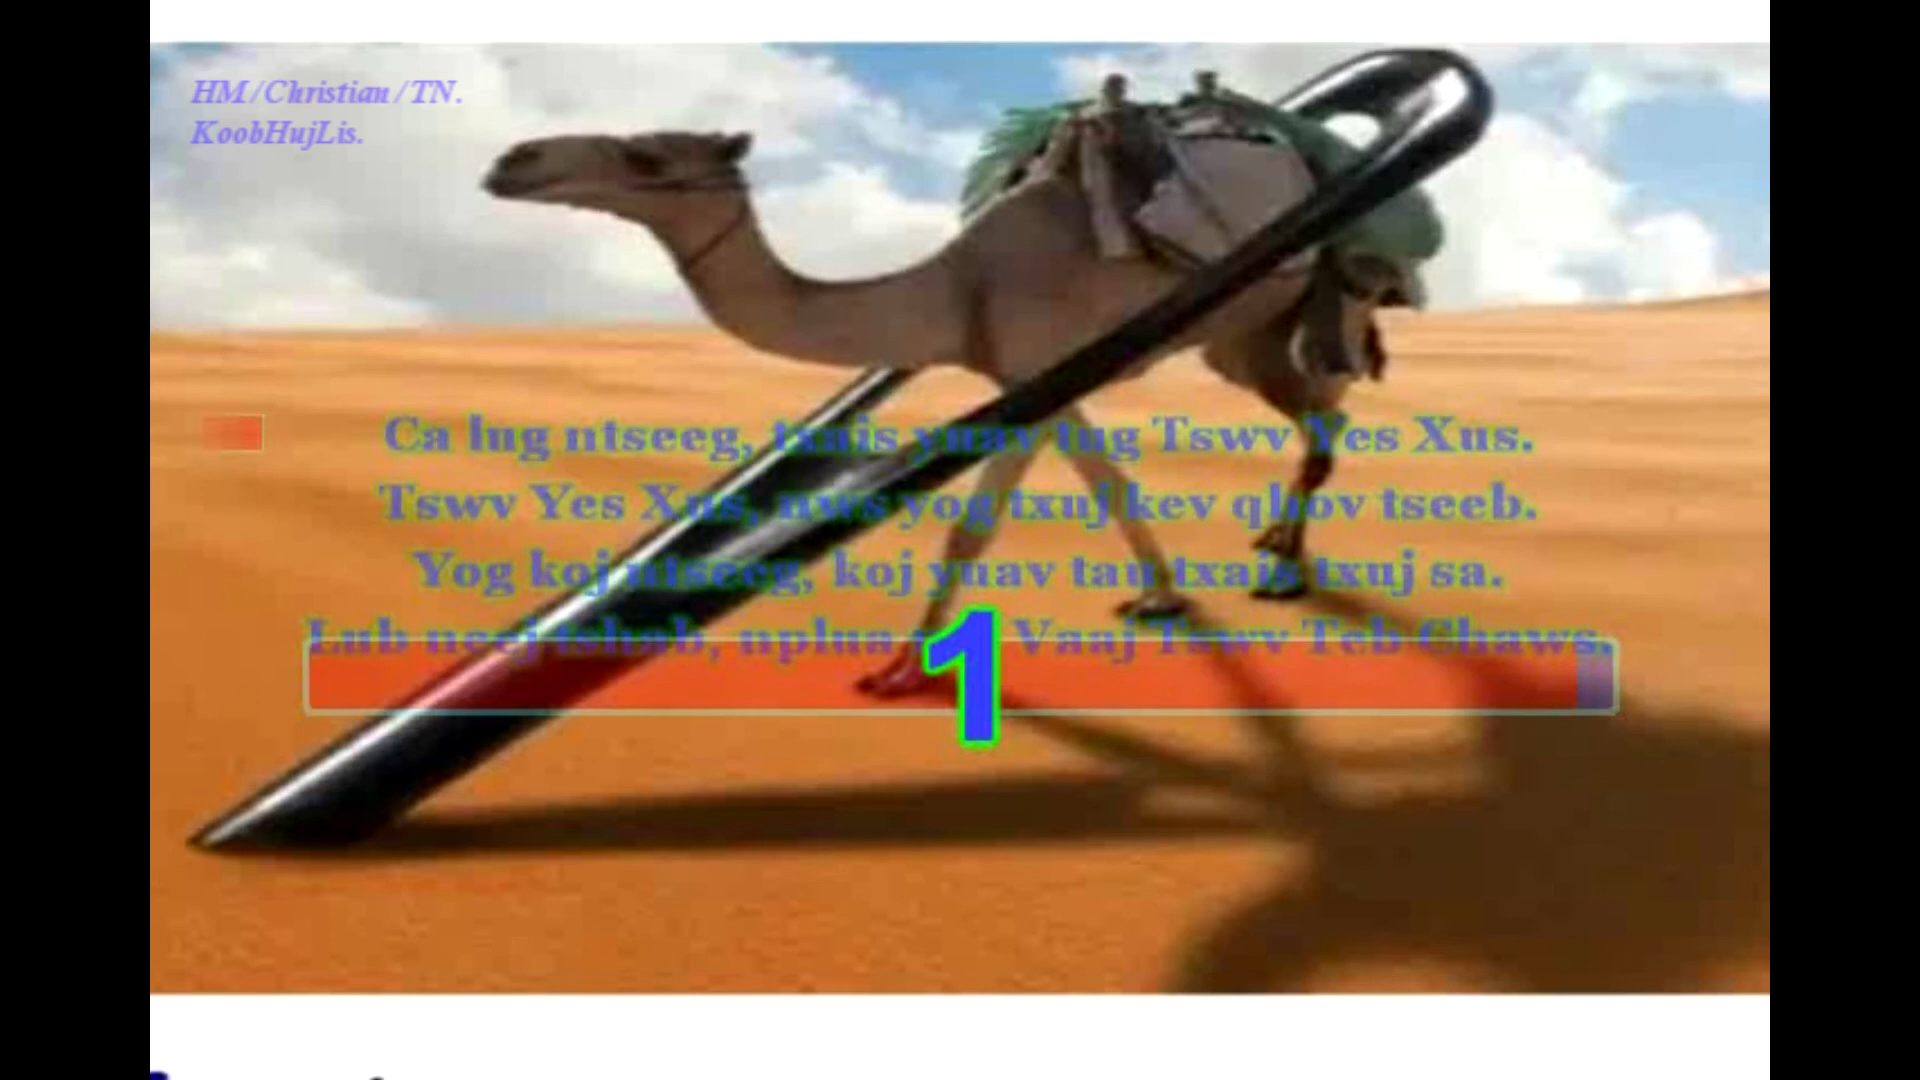 HM/Christian/TN.
KoobHujLis.
Ca lug ntseeg, txais yuav tug Tswv Yes Xus.
Tswv Yes Xus, nws yog txuj kev qhov tseeb.
Yog koj ntseeg, koj yuav tau txais txuj sa.
Lub neej tshab, nplua Vaaj Tswv Teb Chaws.
1